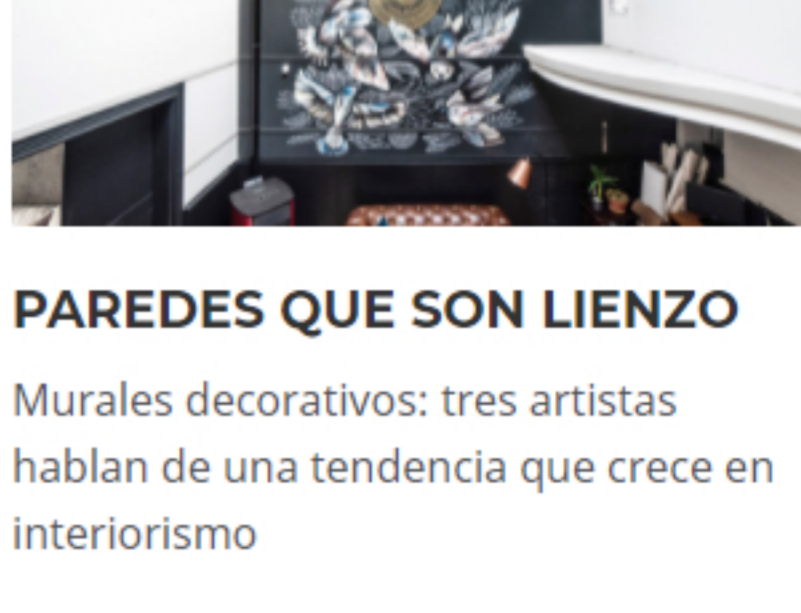 PAREDES QUE SON LIENZO
Murales decorativos: tres artistas
hablan de una tendencia que crece en
interiorismo